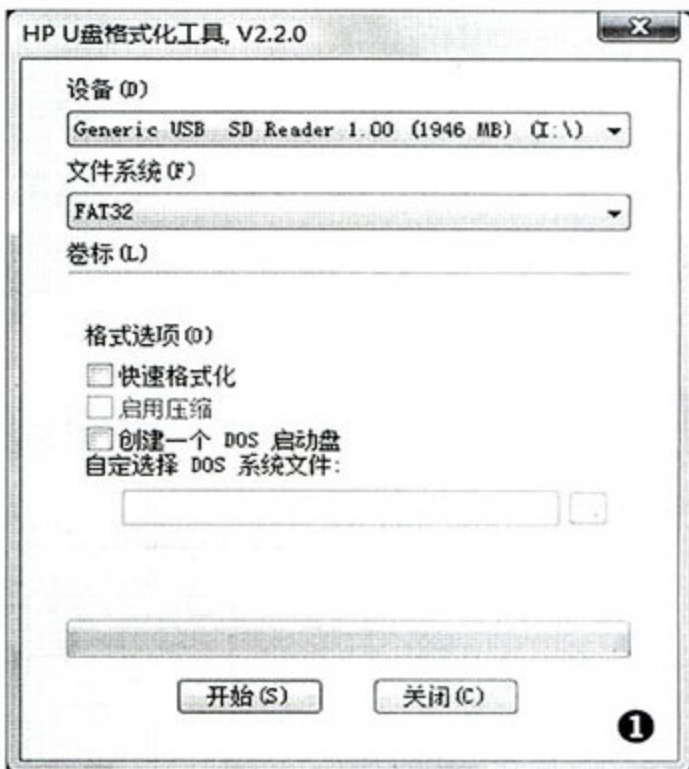 HP U盘格式化工具, V2.2.0
设备(D)
Generic USB  SD Reader 1.00 (1946 MB) (I:\)
文件系统(F)
FAT32
卷标(L)
格式选项(O)
快速格式化
启用压缩
创建一个 DOS 启动盘
自定选择 DOS 系统文件:
开始(S)
关闭(C)
❶